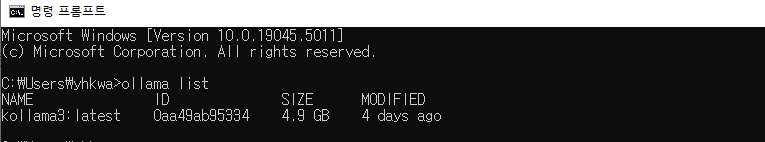 명령 프롬프트
Microsoft Windows [Version 10.0.19045.5011]
(c) Microsoft Corporation. All rights reserved.
C:₩Users₩yhkwa>ollama list
NAME ID SIZE MODIFIED
kollama3:latest 0aa49ab95334 4.9 GB 4 days ago